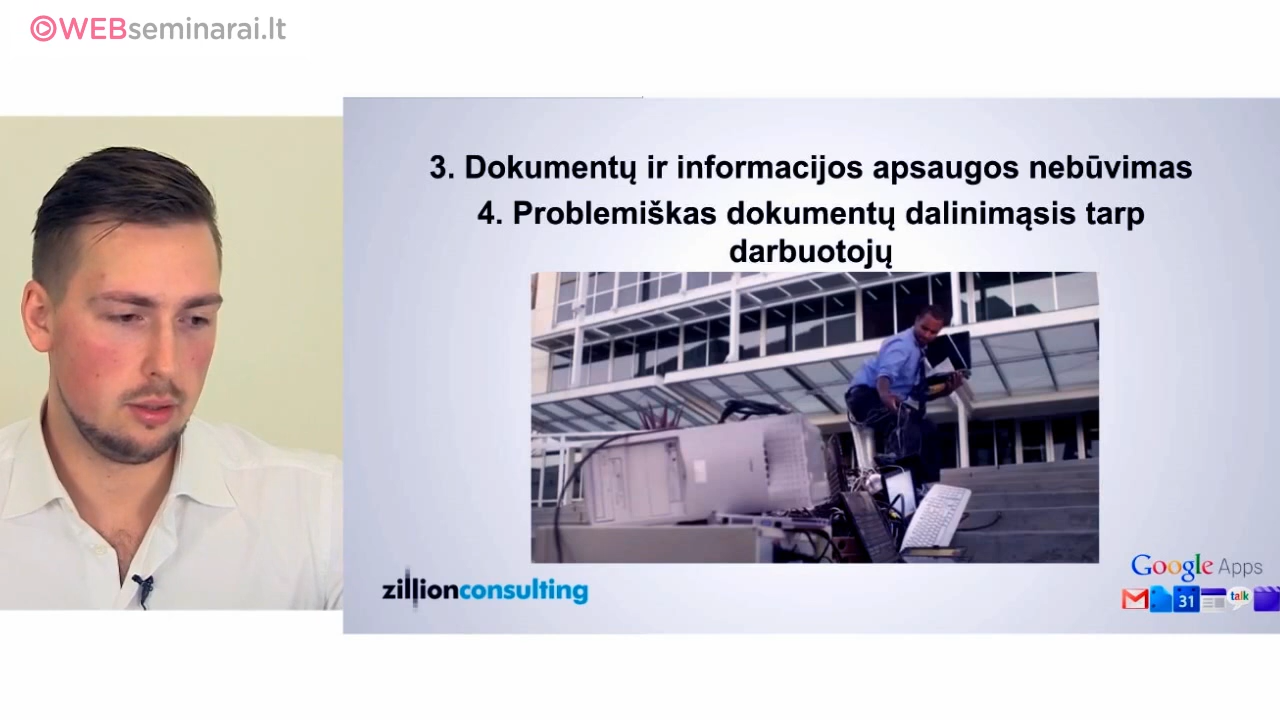 WEBseminarai.lt
3. Dokumentų ir informacijos apsaugos nebūvimas
4. Problemiškas dokumentų dalinimąsis tarp
darbuotojų
zillionconsulting
Google Apps
31
talk